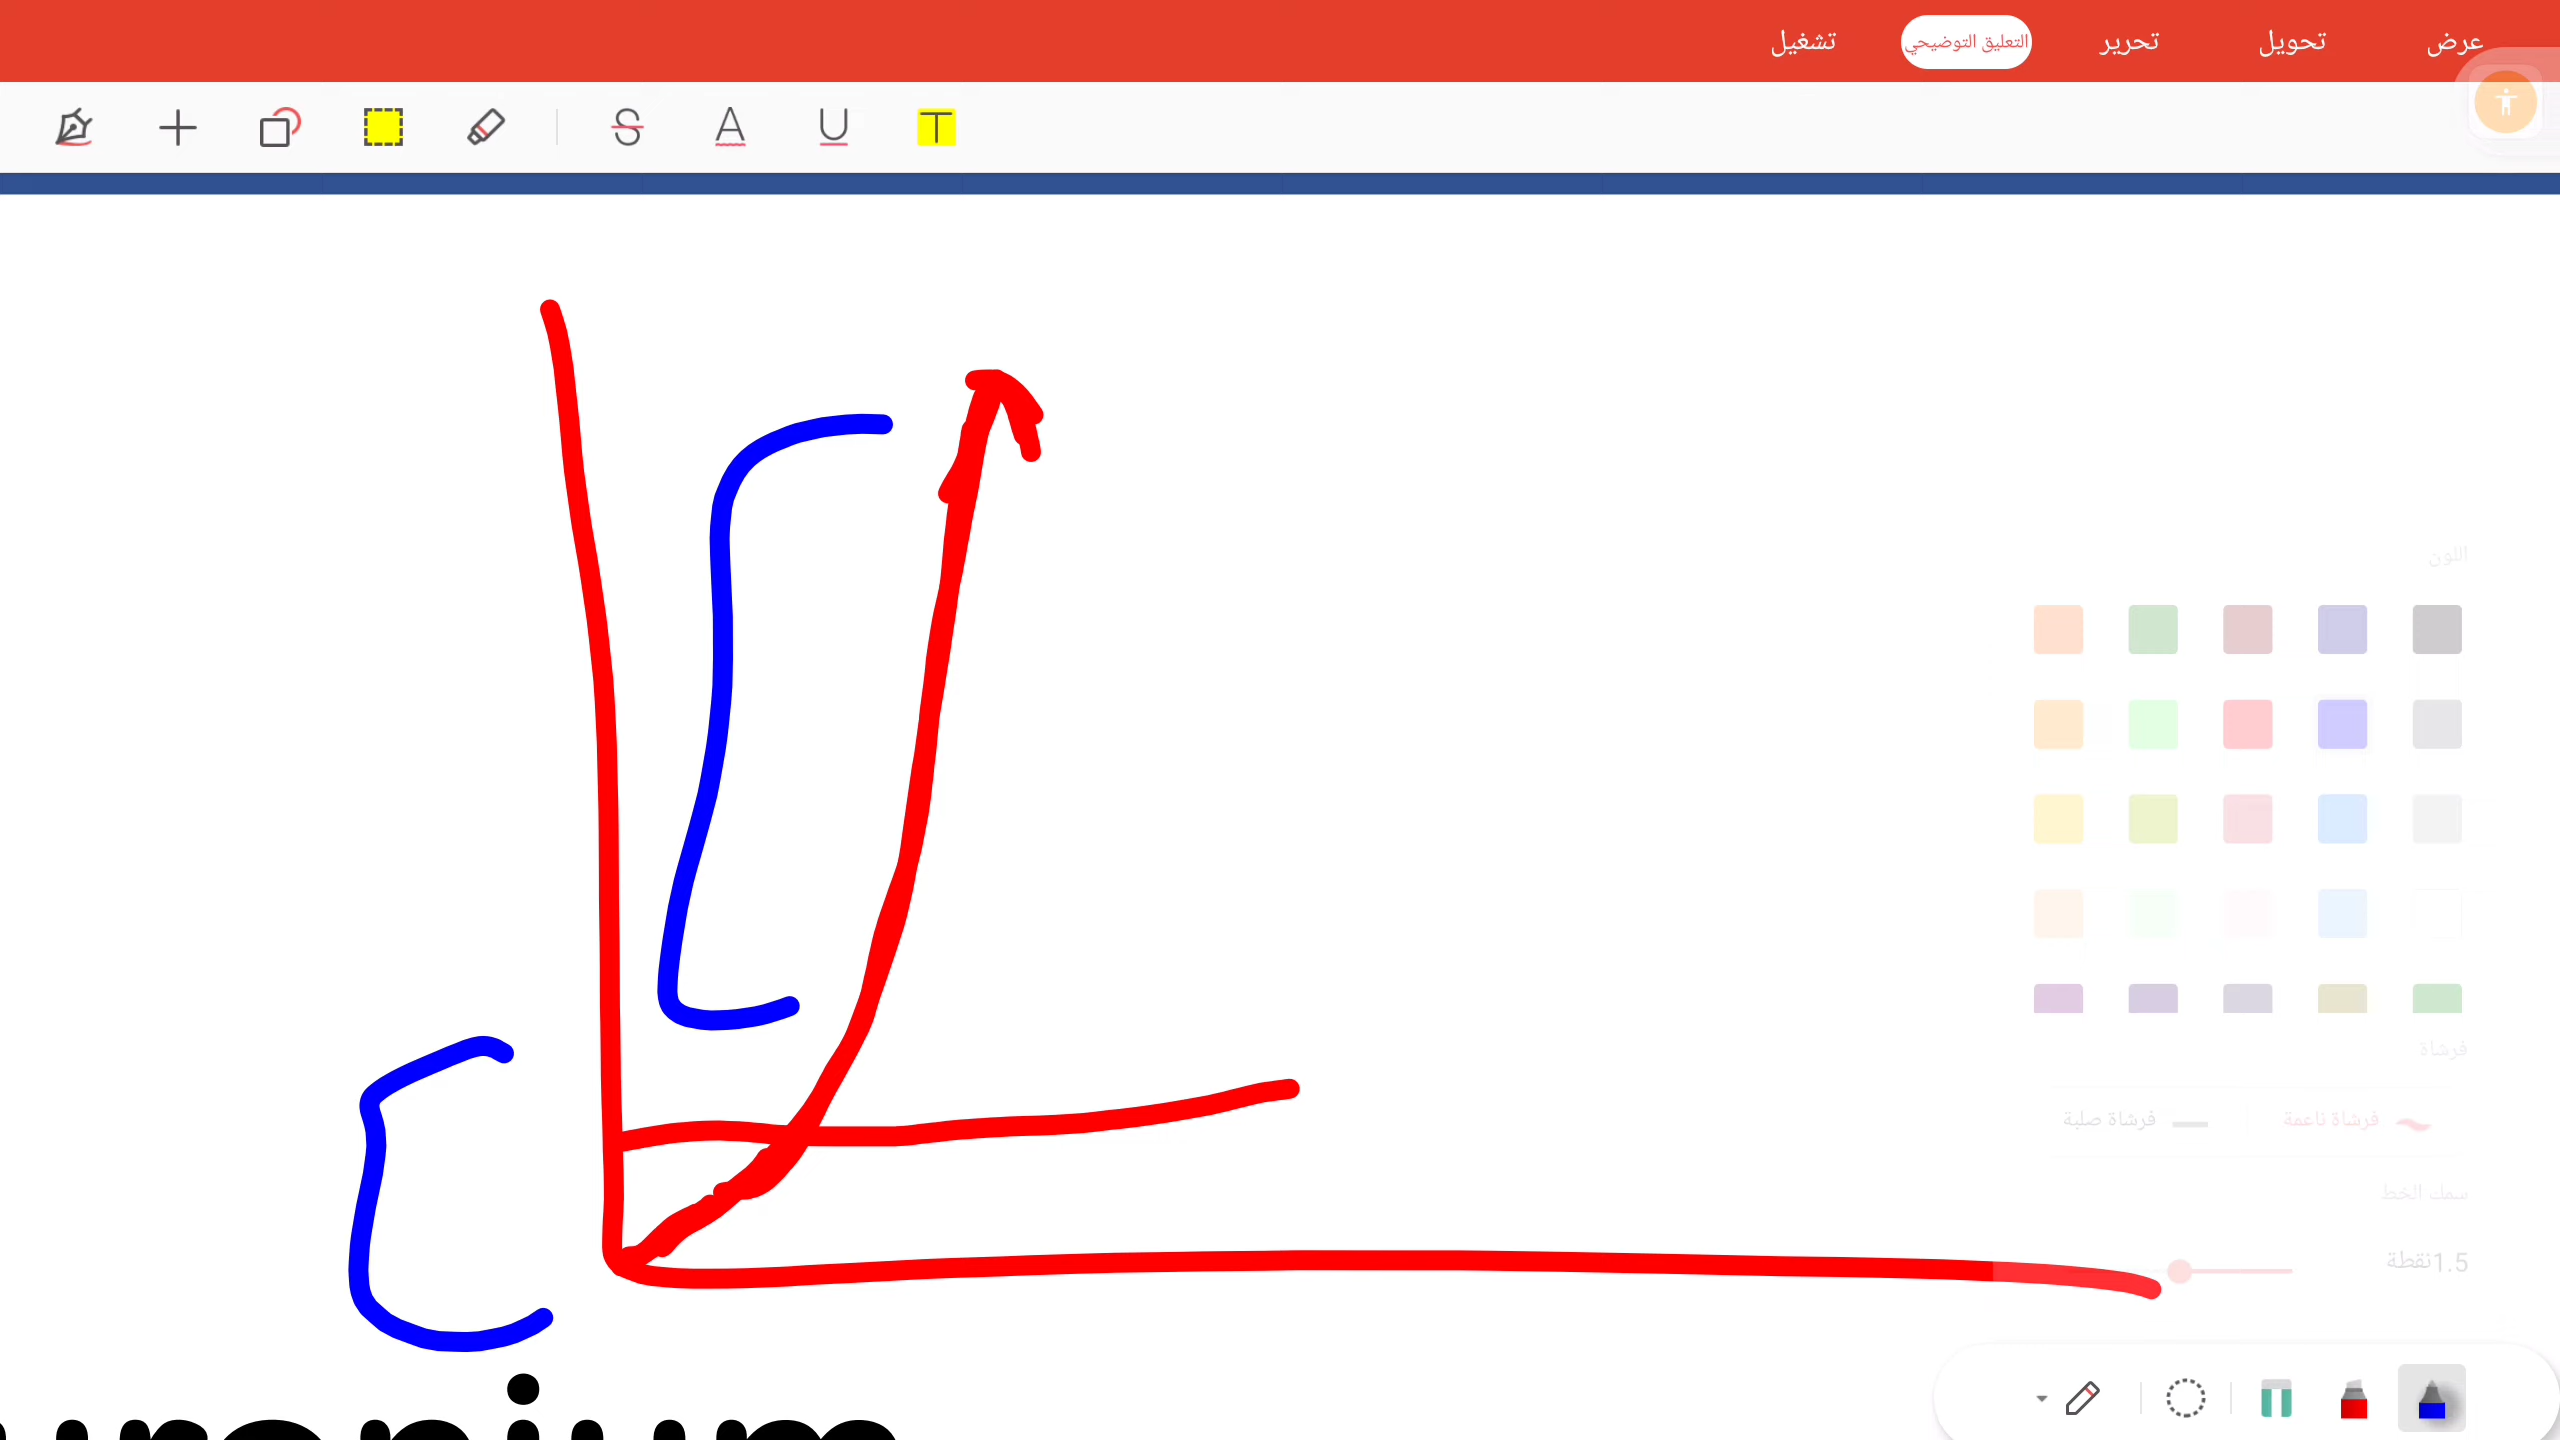 عرض تحويل تحرير التعليق التوضيحي تشغيل
S A U T
اللون
فرشاة
فرشاة ناعمة فرشاة صلبة
سمك الخط
1.5نقطة